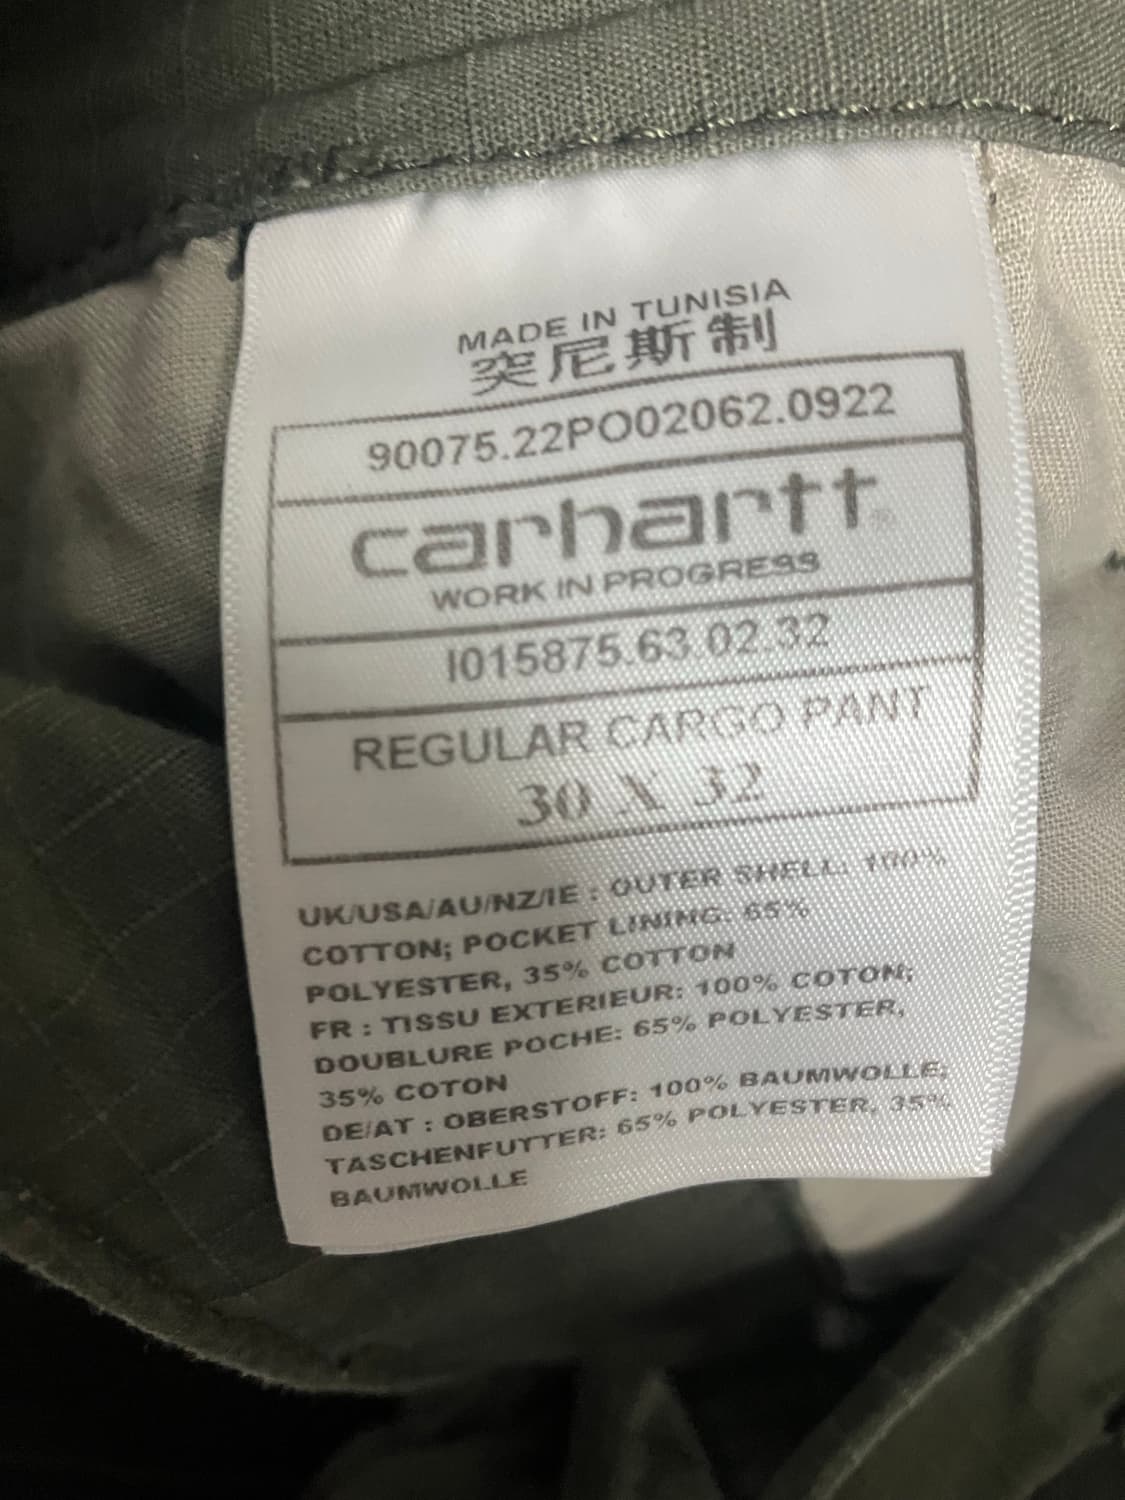 MADE IN TUNISIA
突尼斯制
90075.22PO02062.0922
carhartt
WORK IN PROGRESS
I015875.63.02.32
REGULAR CARGO PANT
30 X 32
UK/USA/AU/NZ/IE : OUTER SHELL: 100%
COTTON; POCKET LINING: 65%
POLYESTER, 35% COTTON
FR : TISSU EXTERIEUR: 100% COTON;
DOUBLURE POCHE: 65% POLYESTER,
35% COTON
DE/AT : OBERSTOFF: 100% BAUMWOLLE;
TASCHENFUTTER: 65% POLYESTER, 35%
BAUMWOLLE